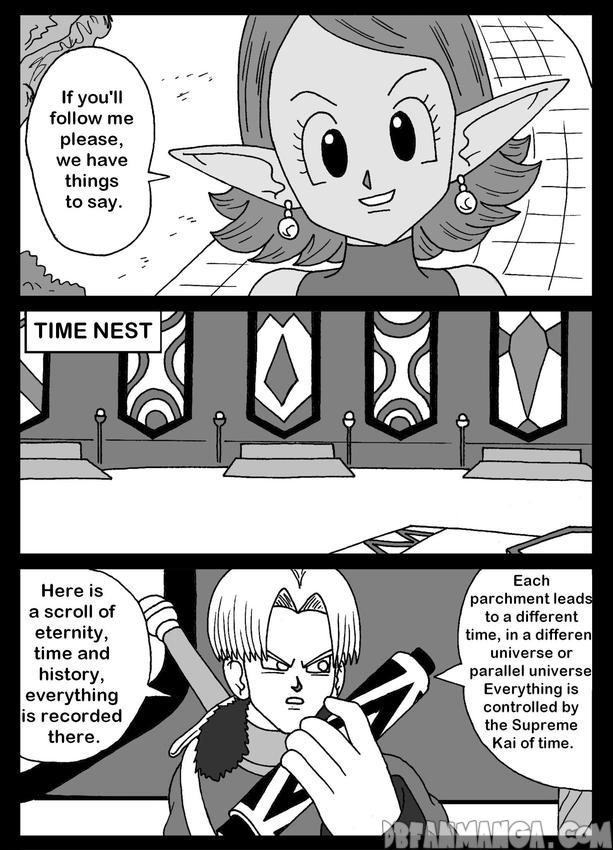 If you'll
follow me
please,
we have
things
to say.
TIME NEST
Here is
a scroll of
eternity,
time and
history,
everything
is recorded
there.
Each
parchment leads
to a different
time, in a differen
universe or
parallel universe
Everything is
controlled by
the Supreme
Kai of time.
DBFANMANGA.COM